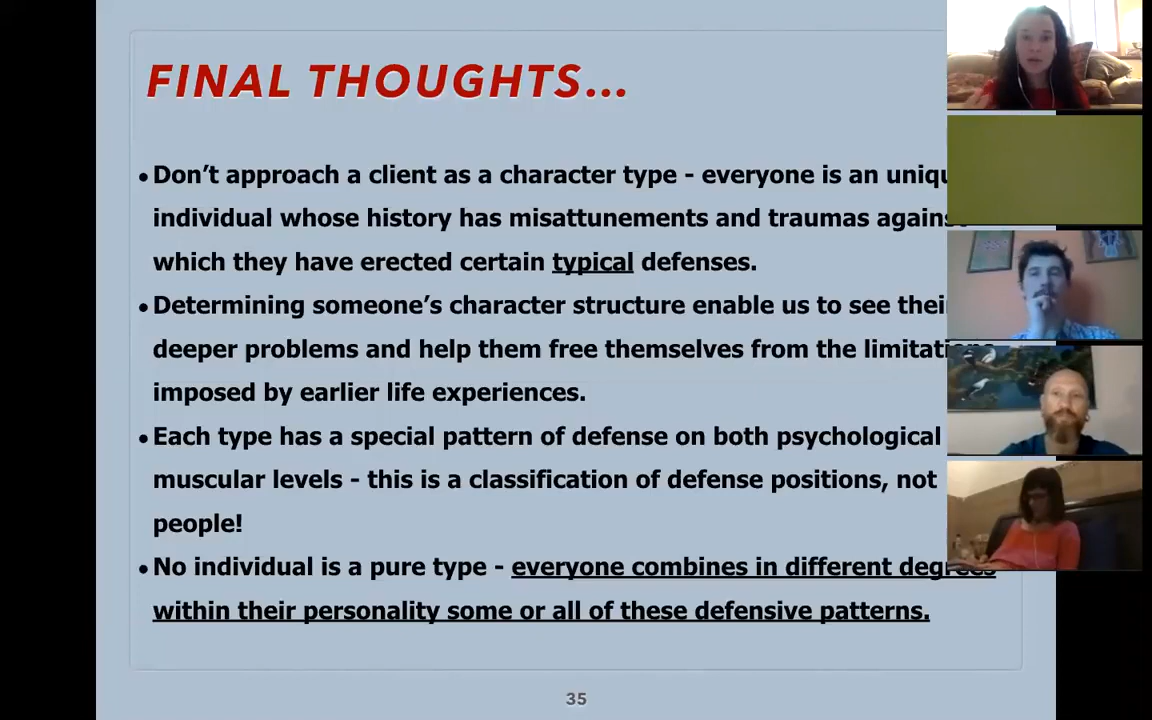 FINAL THOUGHTS...
• Don't approach a client as a character type - everyone is an uniqu
individual whose history has misattunements and traumas agains
which they have erected certain typical defenses.
• Determining someone's character structure enable us to see thei
deeper problems and help them free themselves from the limitations
imposed by earlier life experiences.
• Each type has a special pattern of defense on both psychological
muscular levels - this is a classification of defense positions, not
people!
• No individual is a pure type - everyone combines in different degrees
within their personality some or all of these defensive patterns.
35